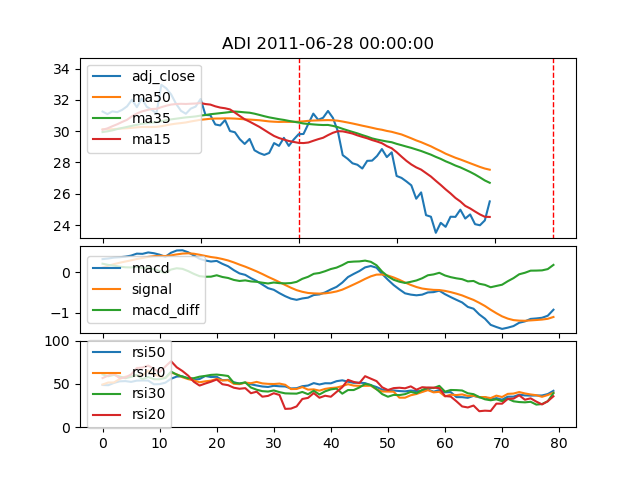 ADI 2011-06-28 00:00:00
34
32
30
28
26
24
adj_close
ma50
ma35
ma15
0
−1
macd
signal
macd_diff
100
50
0
rsi50
rsi40
rsi30
rsi20
0 10 20 30 40 50 60 70 80